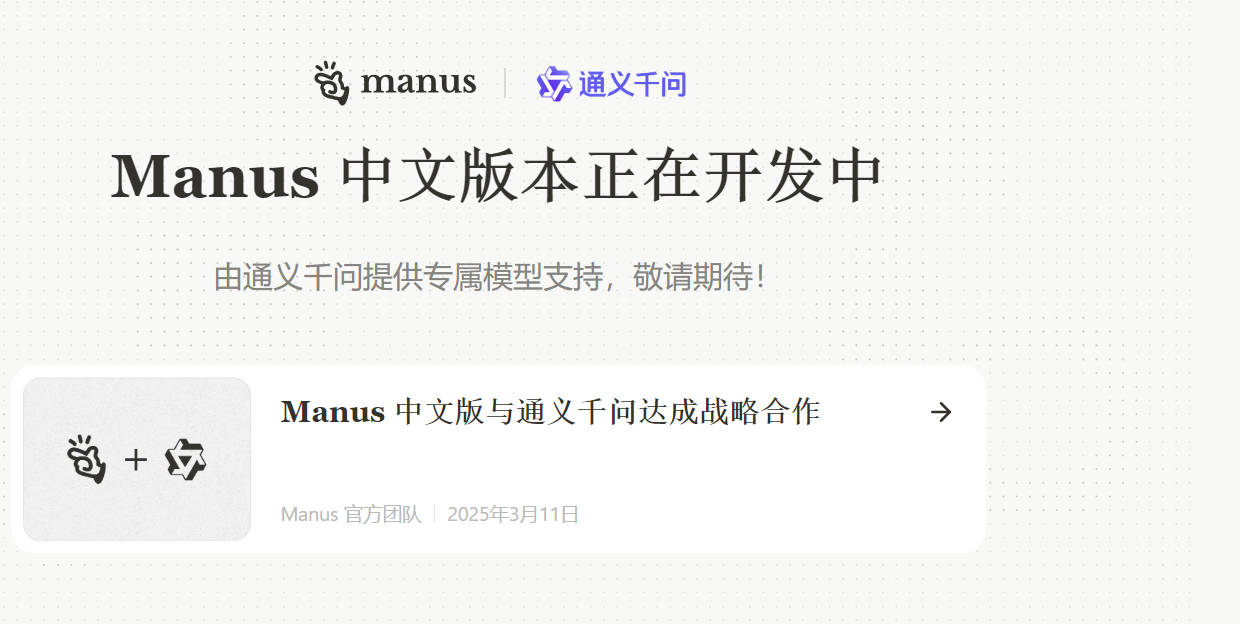 manus | 通义千问
Manus 中文版本正在开发中
由通义千问提供专属模型支持，敬请期待！
Manus 中文版与通义千问达成战略合作
Manus 官方团队 | 2025年3月11日